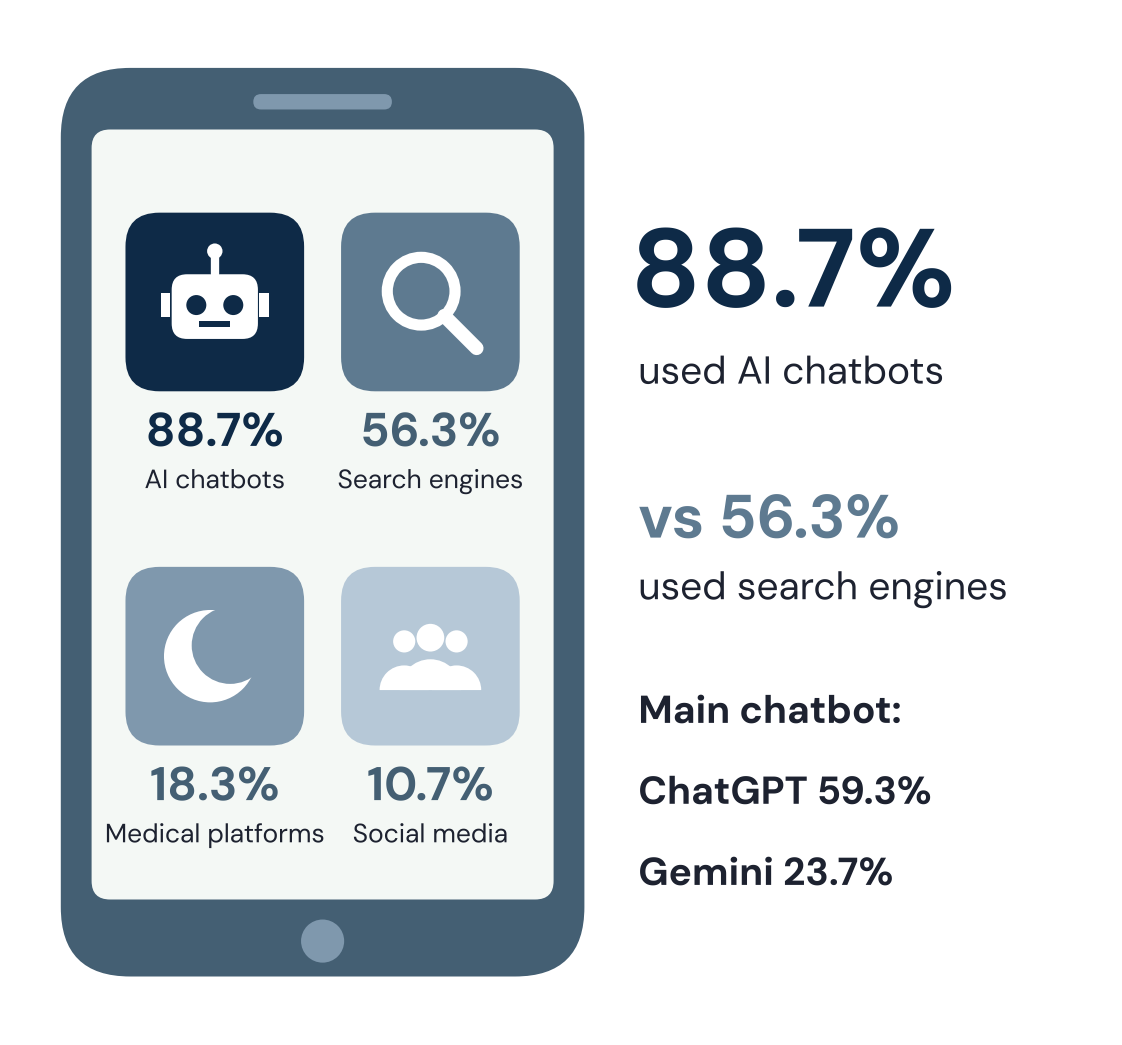 88.7%
AI chatbots
56.3%
Search engines
18.3%
Medical platforms
10.7%
Social media
88.7%
used AI chatbots
vs 56.3%
used search engines
Main chatbot:
ChatGPT 59.3%
Gemini 23.7%